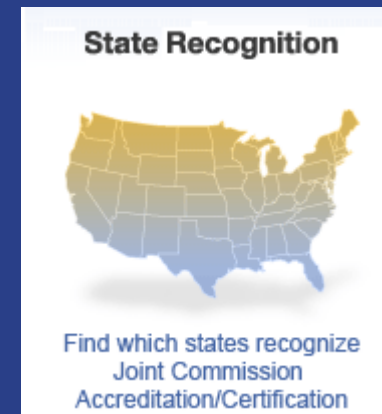 State Recognition
Find which states recognize
Joint Commission
Accreditation/Certification